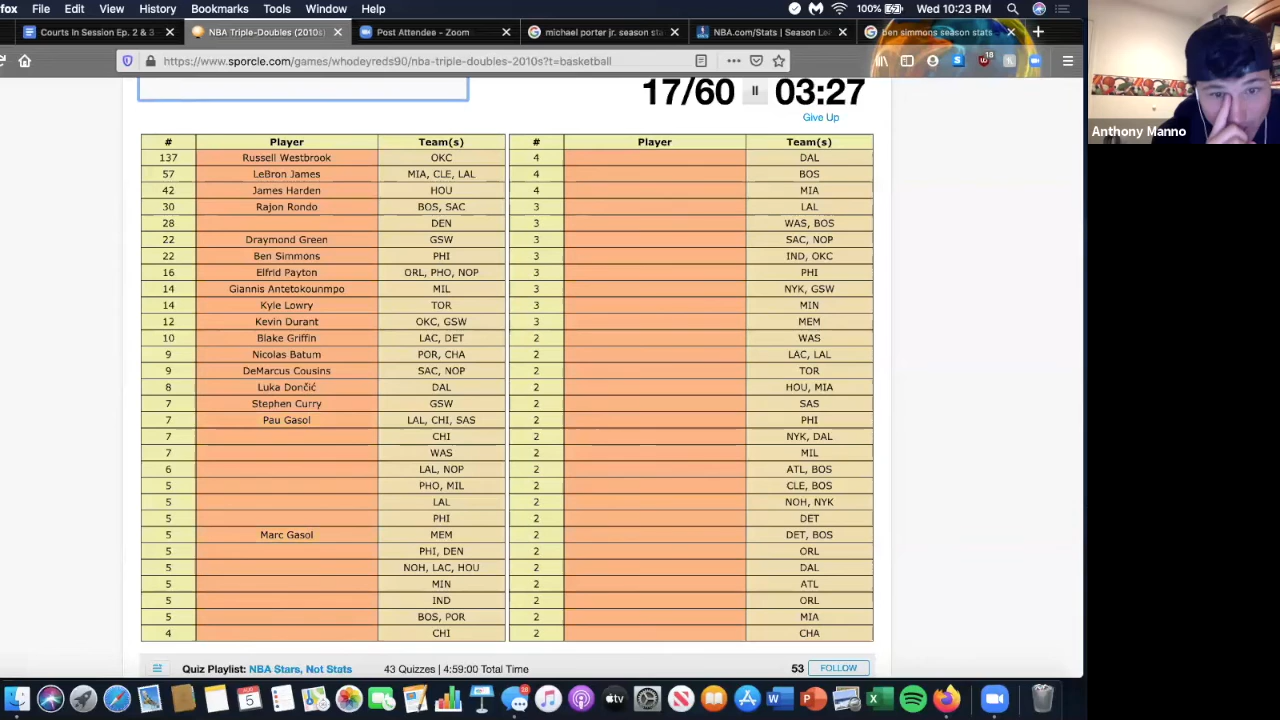 fox File Edit View History Bookmarks Tools Window Help 100% Wed 10:23 PM
Courts In Session Ep. 2 & 3 NBA Triple-Doubles (2010s) Post Attendee - Zoom michael porter jr. season sta NBA.com/Stats | Season Le ben simmons season stats
https://www.sporcle.com/games/whodeyreds90/nba-triple-doubles-2010s?t=basketball
17/60 03:27
Give Up
Anthony Manno
# Player Team(s) # Player Team(s)
137 Russell Westbrook OKC 4 DAL
57 LeBron James MIA, CLE, LAL 4 BOS
42 James Harden HOU 4 MIA
30 Rajon Rondo BOS, SAC 3 LAL
28 DEN 3 WAS, BOS
22 Draymond Green GSW 3 SAC, NOP
22 Ben Simmons PHI 3 IND, OKC
16 Elfrid Payton ORL, PHO, NOP 3 PHI
14 Giannis Antetokounmpo MIL 3 NYK, GSW
14 Kyle Lowry TOR 3 MIN
12 Kevin Durant OKC, GSW 3 MEM
10 Blake Griffin LAC, DET 2 WAS
9 Nicolas Batum POR, CHA 2 LAC, LAL
9 DeMarcus Cousins SAC, NOP 2 TOR
8 Luka Dončić DAL 2 HOU, MIA
7 Stephen Curry GSW 2 SAS
7 Pau Gasol LAL, CHI, SAS 2 PHI
7 CHI 2 NYK, DAL
7 WAS 2 MIL
6 LAL, NOP 2 ATL, BOS
5 PHO, MIL 2 CLE, BOS
5 LAL 2 NOH, NYK
5 PHI 2 DET
5 Marc Gasol MEM 2 DET, BOS
5 PHI, DEN 2 ORL
5 NOH, LAC, HOU 2 DAL
5 MIN 2 ATL
5 IND 2 ORL
5 BOS, POR 2 MIA
4 CHI 2 CHA
Quiz Playlist: NBA Stars, Not Stats 43 Quizzes | 4:59:00 Total Time 53 FOLLOW